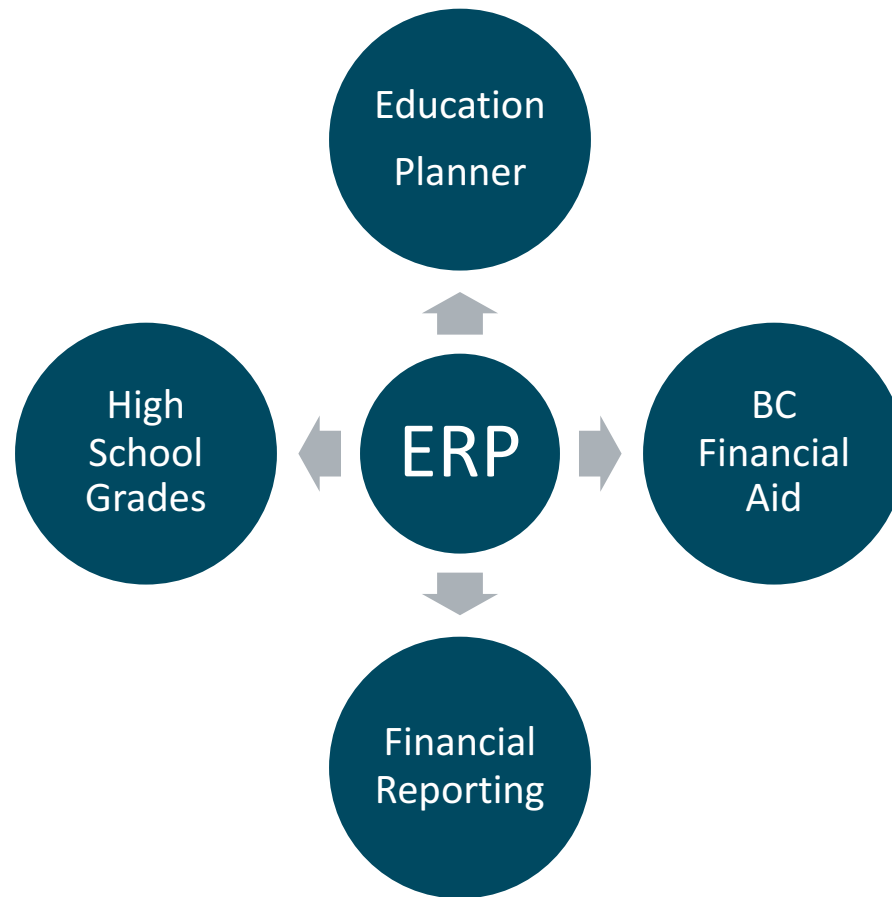 Education
Planner
High
School
Grades
ERP
BC
Financial
Aid
Financial
Reporting